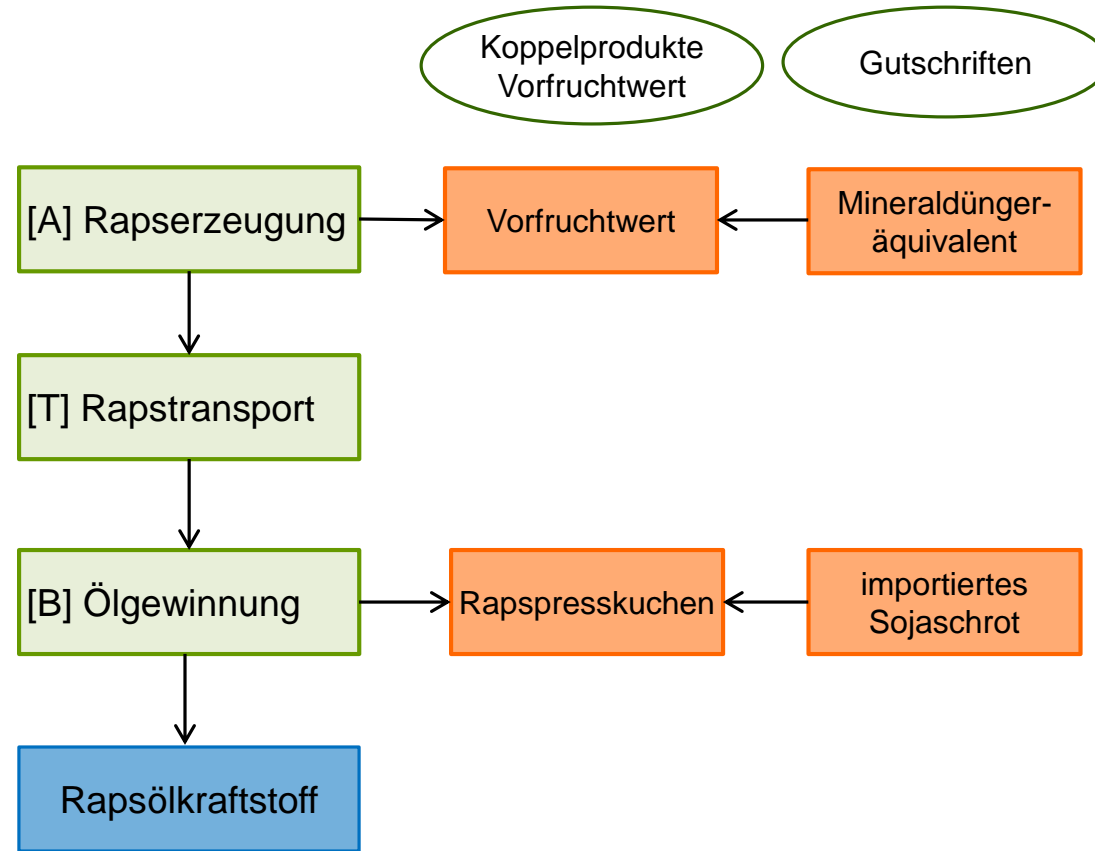 Koppelprodukte
Vorfruchtwert
Gutschriften
[A] Rapserzeugung
Vorfruchtwert
Mineraldünger-
äquivalent
[T] Rapstransport
[B] Ölgewinnung
Rapspresskuchen
importiertes
Sojaschrot
Rapsölkraftstoff